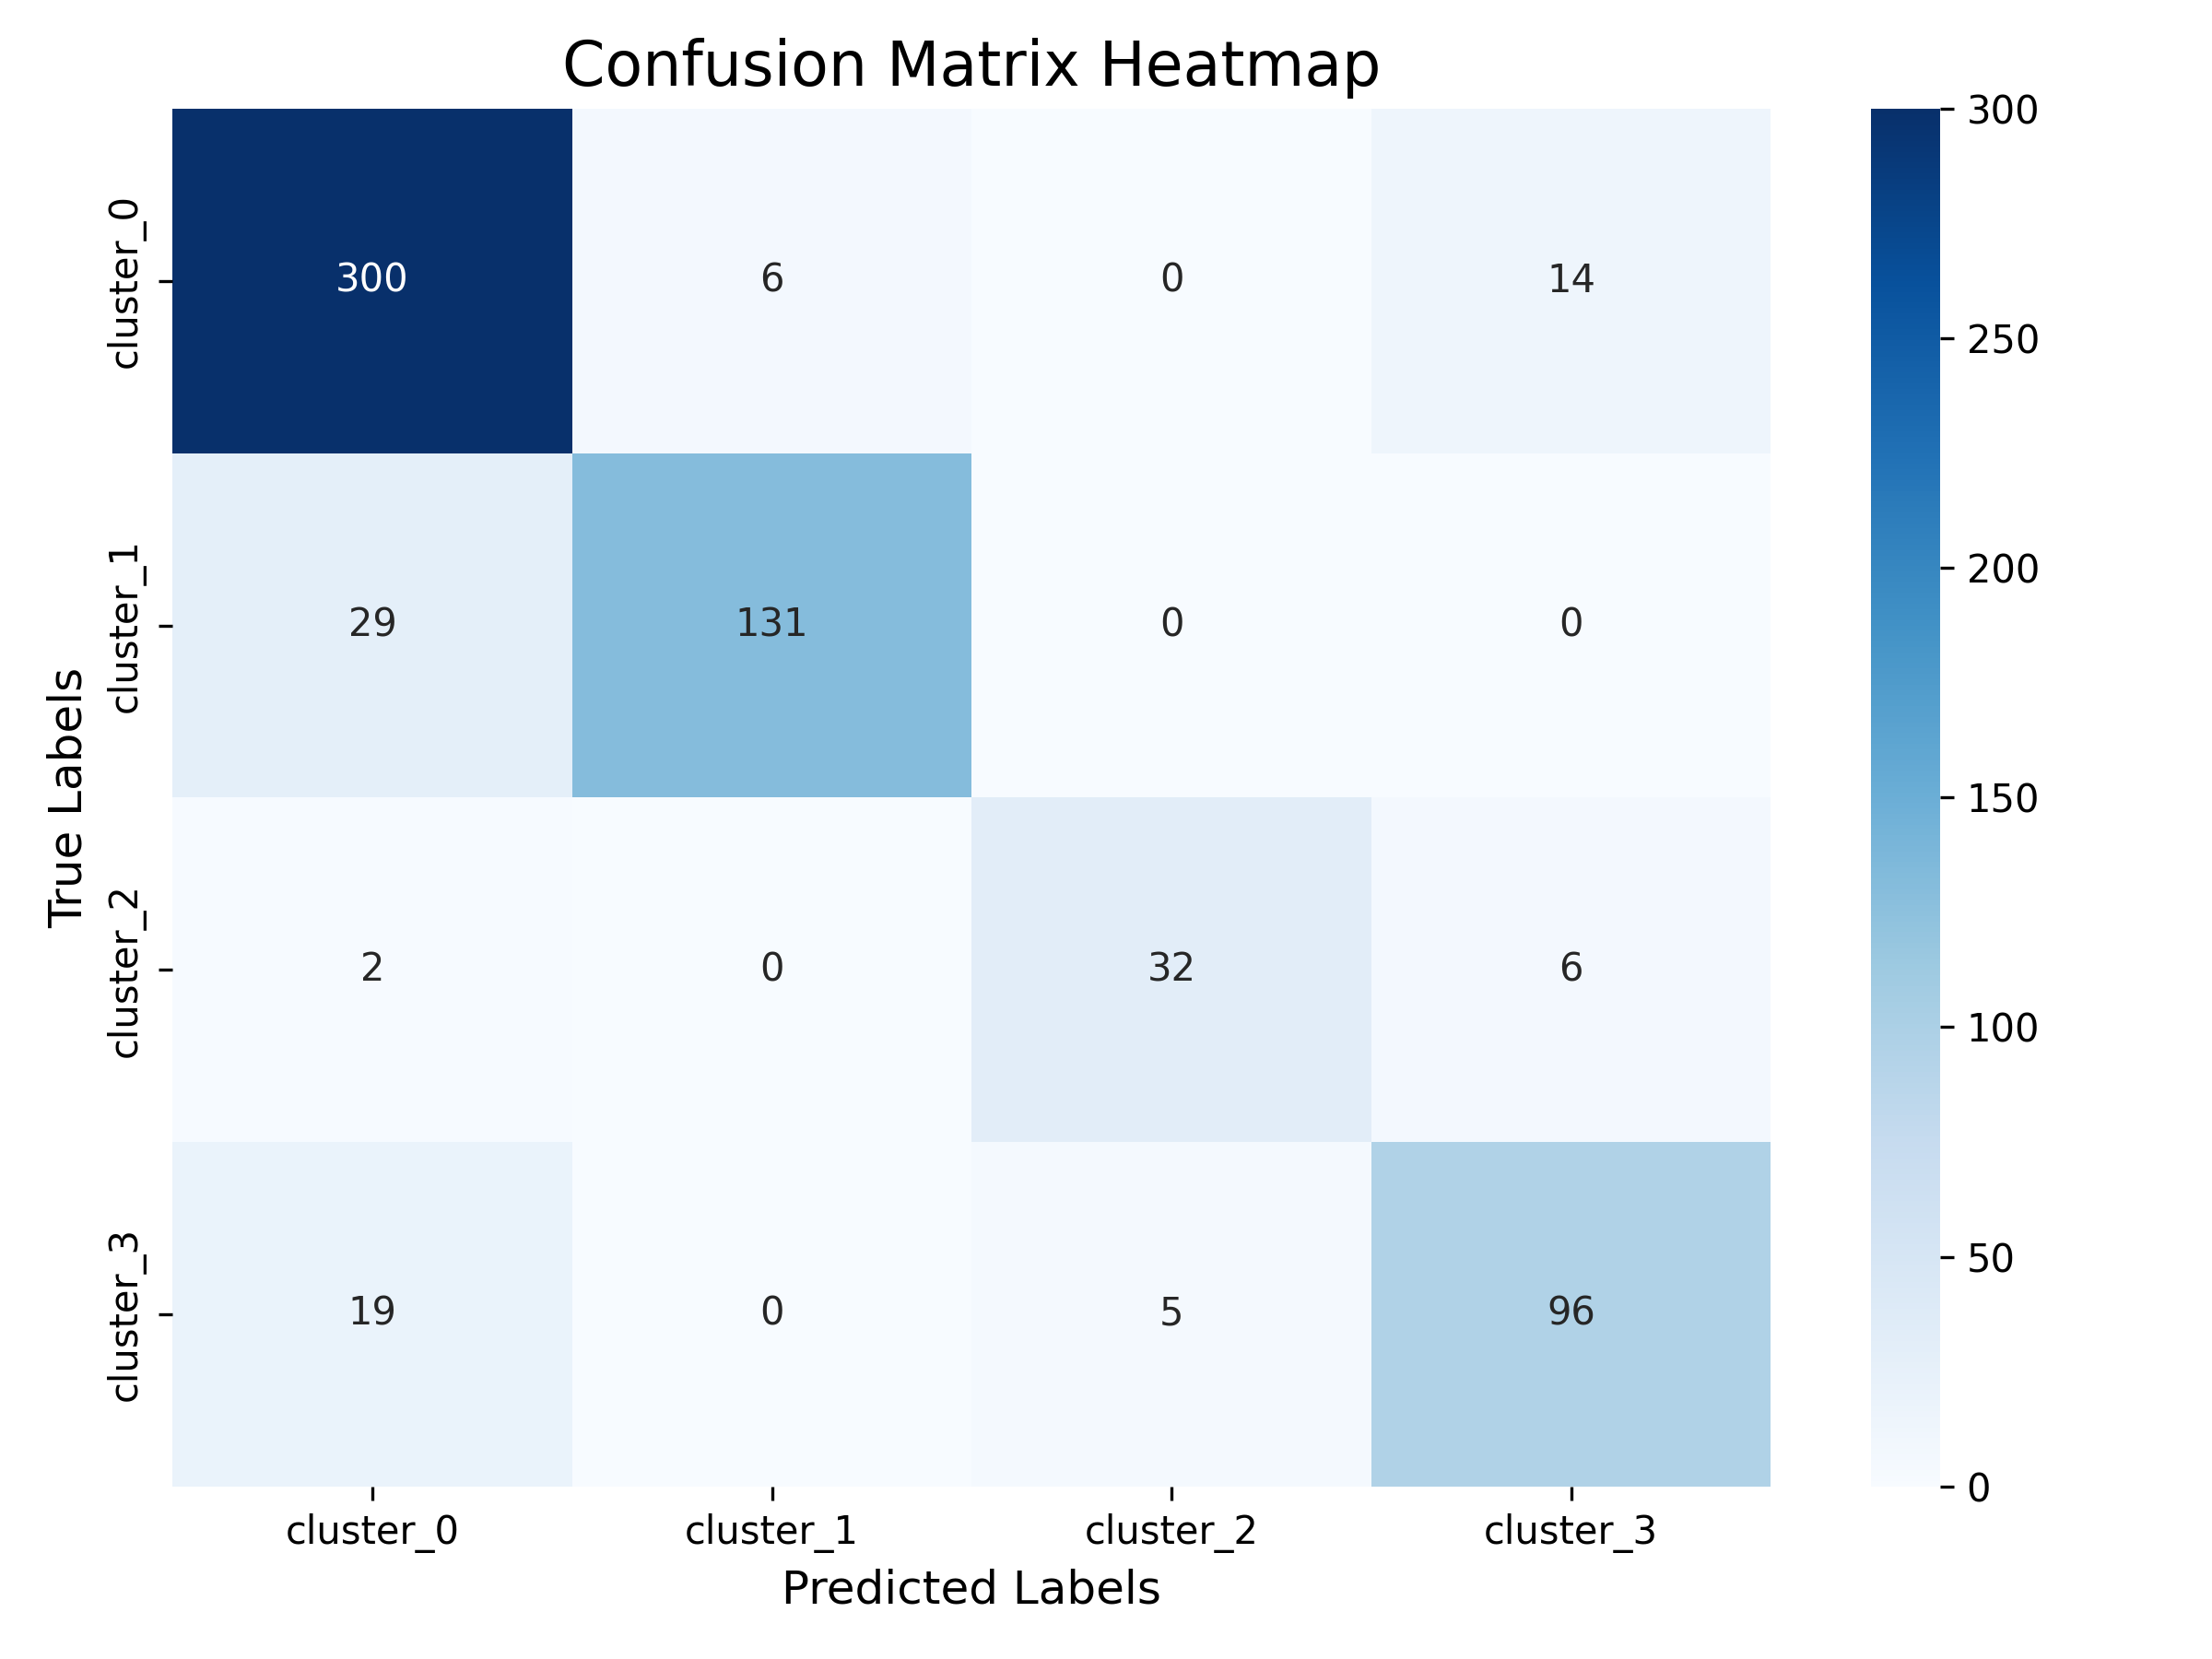 Confusion Matrix Heatmap
True Labels
cluster_0
300 6 0 14
cluster_1
29 131 0 0
cluster_2
2 0 32 6
cluster_3
19 0 5 96
cluster_0 cluster_1 cluster_2 cluster_3
Predicted Labels
300
250
200
150
100
50
0